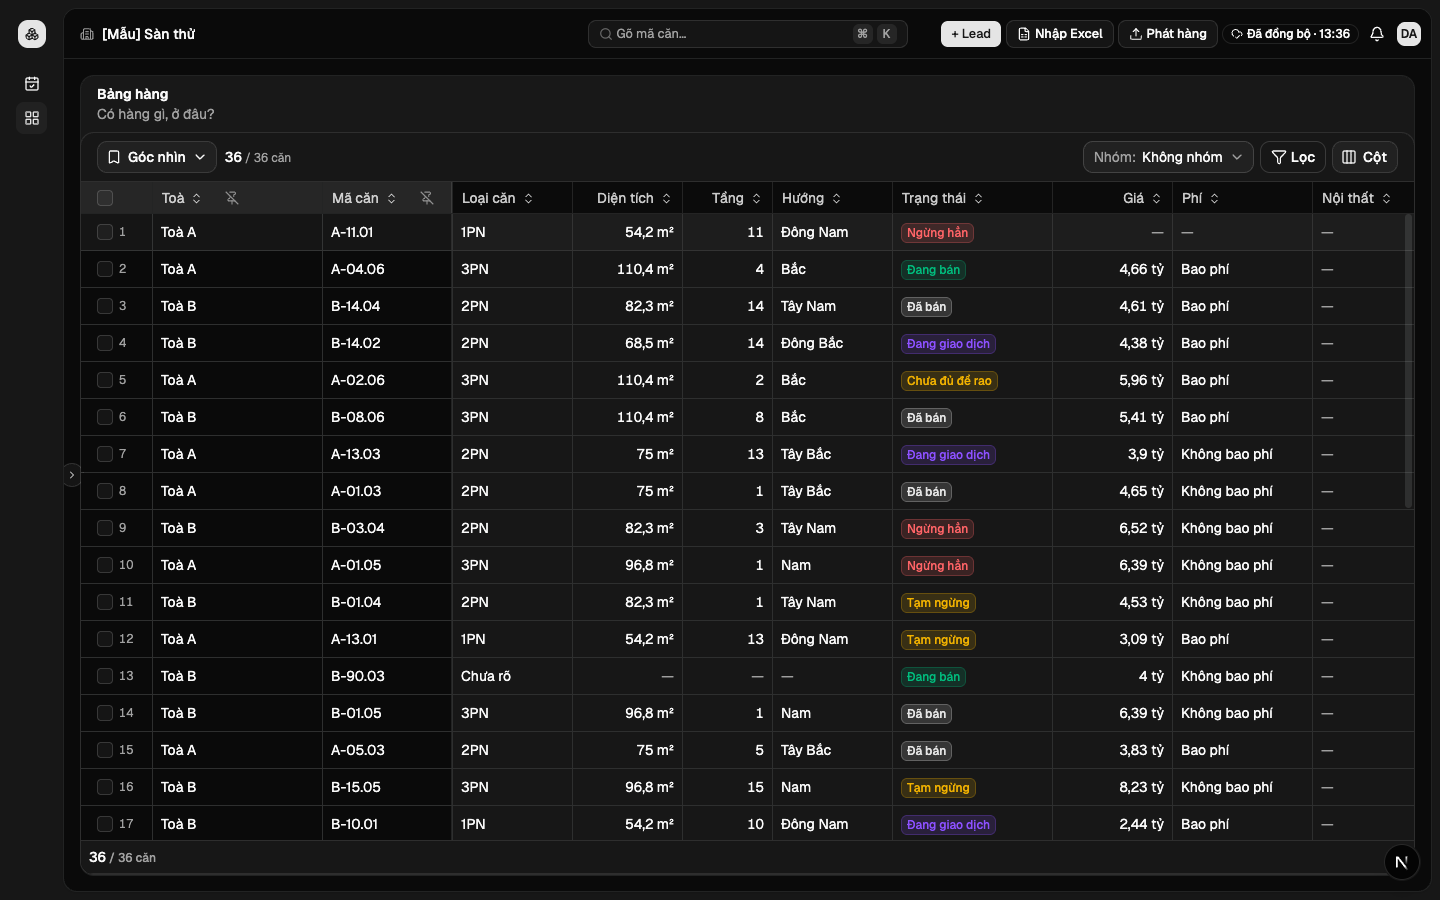 [Mẫu] Sàn thử
Gõ mã căn...
⌘ K
+ Lead
Nhập Excel
Phát hàng
Đã đồng bộ · 13:36
DA
Bảng hàng
Có hàng gì, ở đâu?
Góc nhìn
36 / 36 căn
Nhóm: Không nhóm
Lọc
Cột
Toà Mã căn Loại căn Diện tích Tầng Hướng Trạng thái Giá Phí Nội thất
1 Toà A A-11.01 1PN 54,2 m² 11 Đông Nam Ngừng hẳn — — —
2 Toà A A-04.06 3PN 110,4 m² 4 Bắc Đang bán 4,66 tỷ Bao phí —
3 Toà B B-14.04 2PN 82,3 m² 14 Tây Nam Đã bán 4,61 tỷ Bao phí —
4 Toà B B-14.02 2PN 68,5 m² 14 Đông Bắc Đang giao dịch 4,38 tỷ Bao phí —
5 Toà A A-02.06 3PN 110,4 m² 2 Bắc Chưa đủ để rao 5,96 tỷ Bao phí —
6 Toà B B-08.06 3PN 110,4 m² 8 Bắc Đã bán 5,41 tỷ Bao phí —
7 Toà A A-13.03 2PN 75 m² 13 Tây Bắc Đang giao dịch 3,9 tỷ Không bao phí —
8 Toà A A-01.03 2PN 75 m² 1 Tây Bắc Đã bán 4,65 tỷ Không bao phí —
9 Toà B B-03.04 2PN 82,3 m² 3 Tây Nam Ngừng hẳn 6,52 tỷ Không bao phí —
10 Toà A A-01.05 3PN 96,8 m² 1 Nam Ngừng hẳn 6,39 tỷ Không bao phí —
11 Toà B B-01.04 2PN 82,3 m² 1 Tây Nam Tạm ngừng 4,53 tỷ Không bao phí —
12 Toà A A-13.01 1PN 54,2 m² 13 Đông Nam Tạm ngừng 3,09 tỷ Bao phí —
13 Toà B B-90.03 Chưa rõ — — — Đang bán 4 tỷ Không bao phí —
14 Toà B B-01.05 3PN 96,8 m² 1 Nam Đã bán 6,39 tỷ Không bao phí —
15 Toà A A-05.03 2PN 75 m² 5 Tây Bắc Đã bán 3,83 tỷ Bao phí —
16 Toà B B-15.05 3PN 96,8 m² 15 Nam Tạm ngừng 8,23 tỷ Không bao phí —
17 Toà B B-10.01 1PN 54,2 m² 10 Đông Nam Đang giao dịch 2,44 tỷ Bao phí —
36 / 36 căn
N